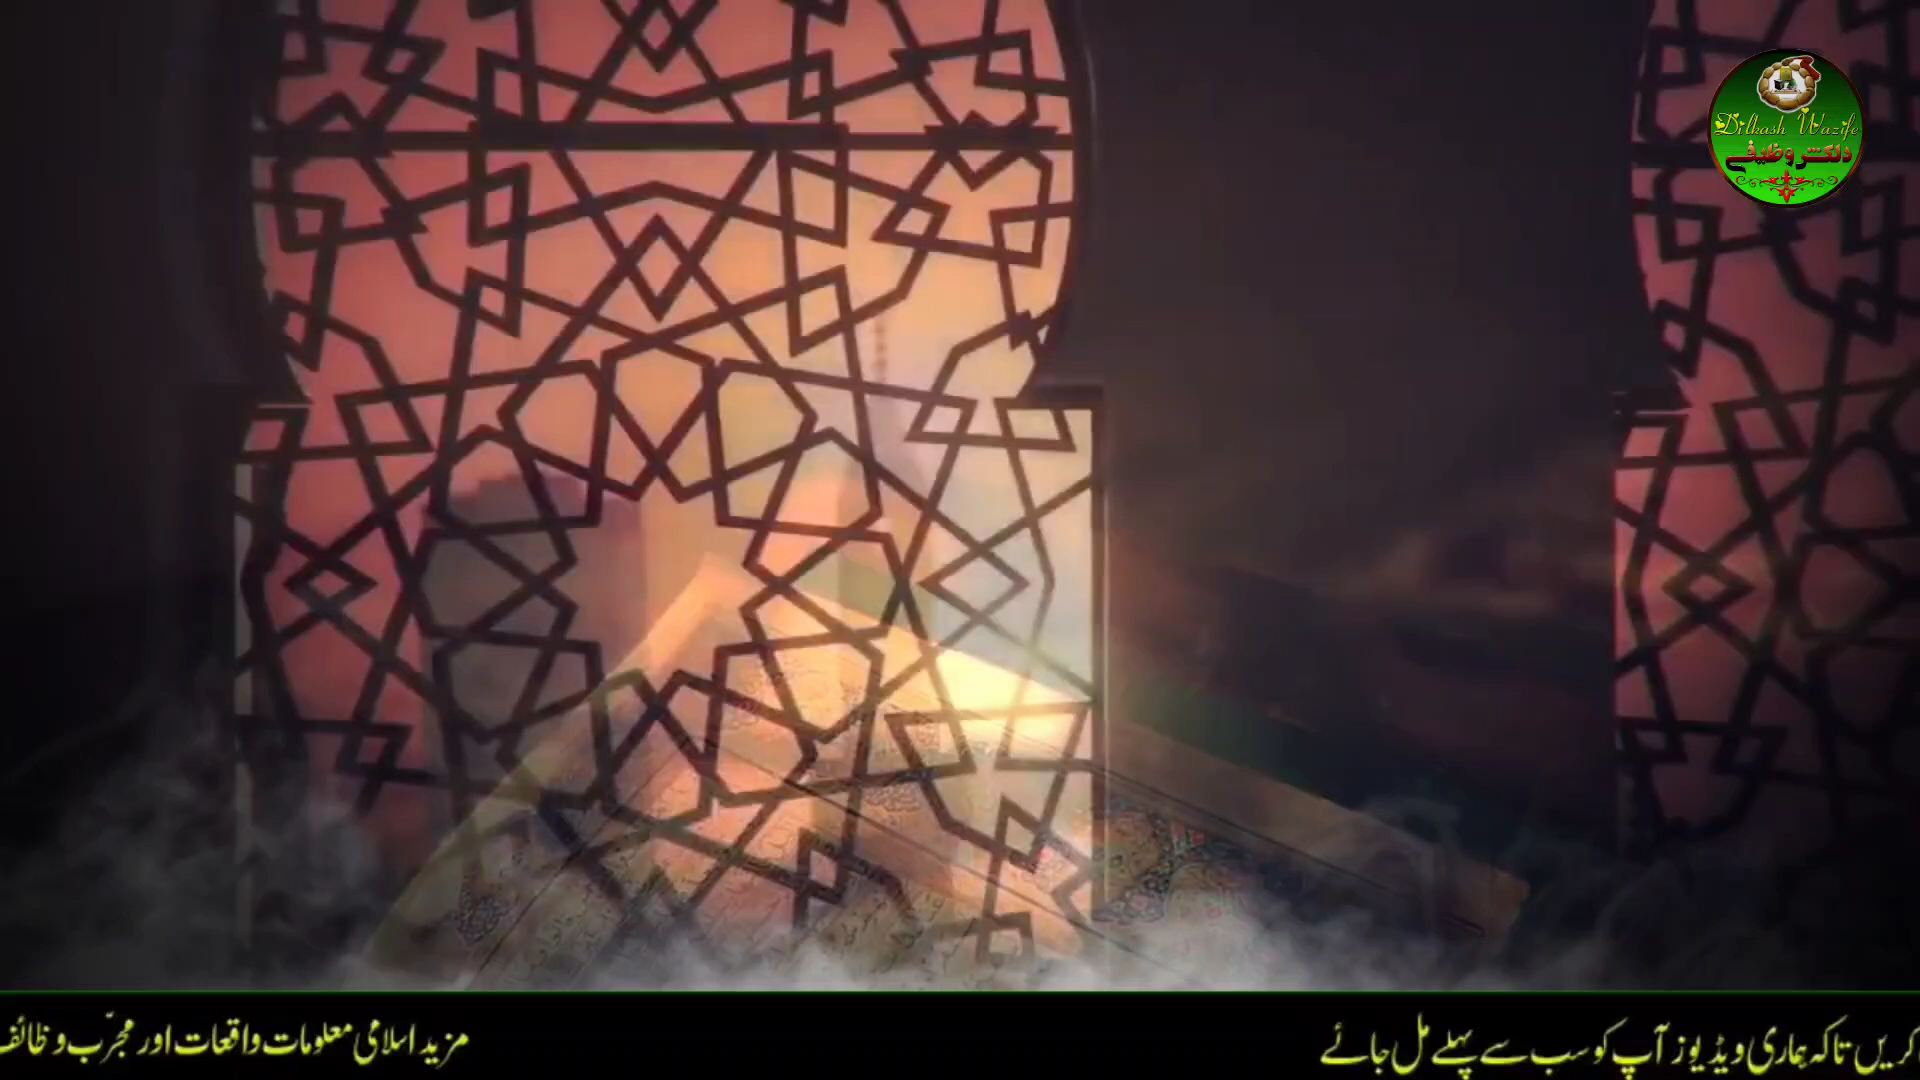 Dilkash Wazife
دلکش وظیفے
کریں تاکہ ہماری ویڈیوز آپ کو سب سے پہلے مل جائے
مزید اسلامی معلومات واقعات اور مجرّب وظائف